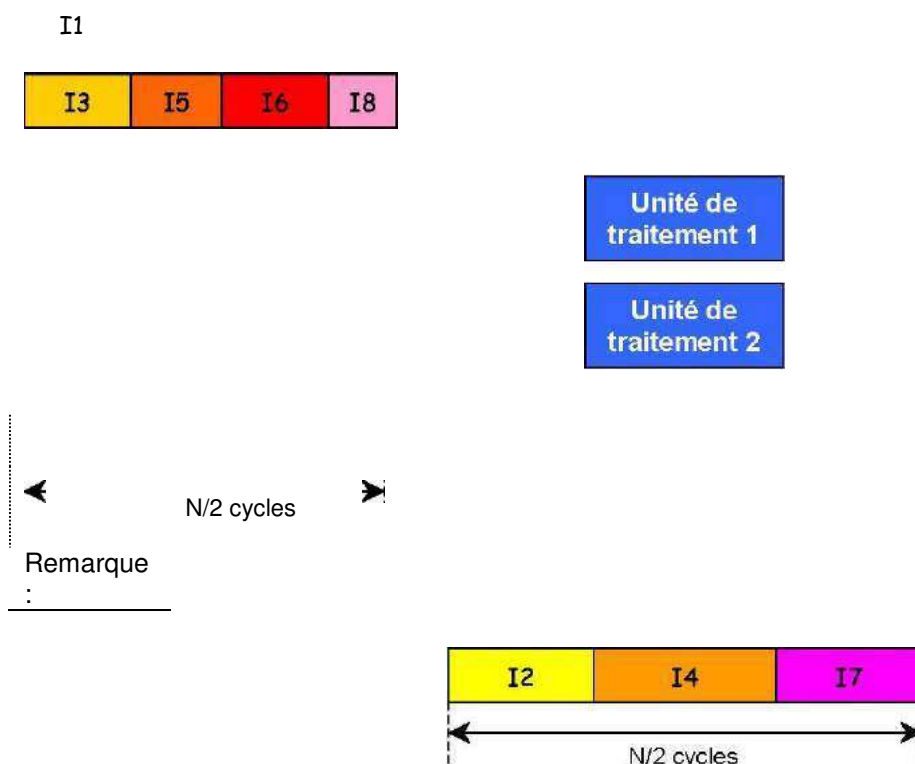 I1
I3 I5 I6 I8
Unité de
traitement 1
Unité de
traitement 2
N/2 cycles
Remarque
:
I2 I4 I7
N/2 cycles